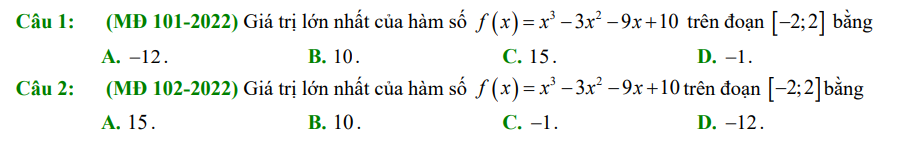 Câu 1: (MĐ 101-2022) Giá trị lớn nhất của hàm số f(x) = x³ − 3x² − 9x + 10 trên đoạn [−2;2] bằng
A. −12. B. 10. C. 15. D. −1.
Câu 2: (MĐ 102-2022) Giá trị lớn nhất của hàm số f(x) = x³ − 3x² − 9x + 10 trên đoạn [−2;2] bằng
A. 15. B. 10. C. −1. D. −12.